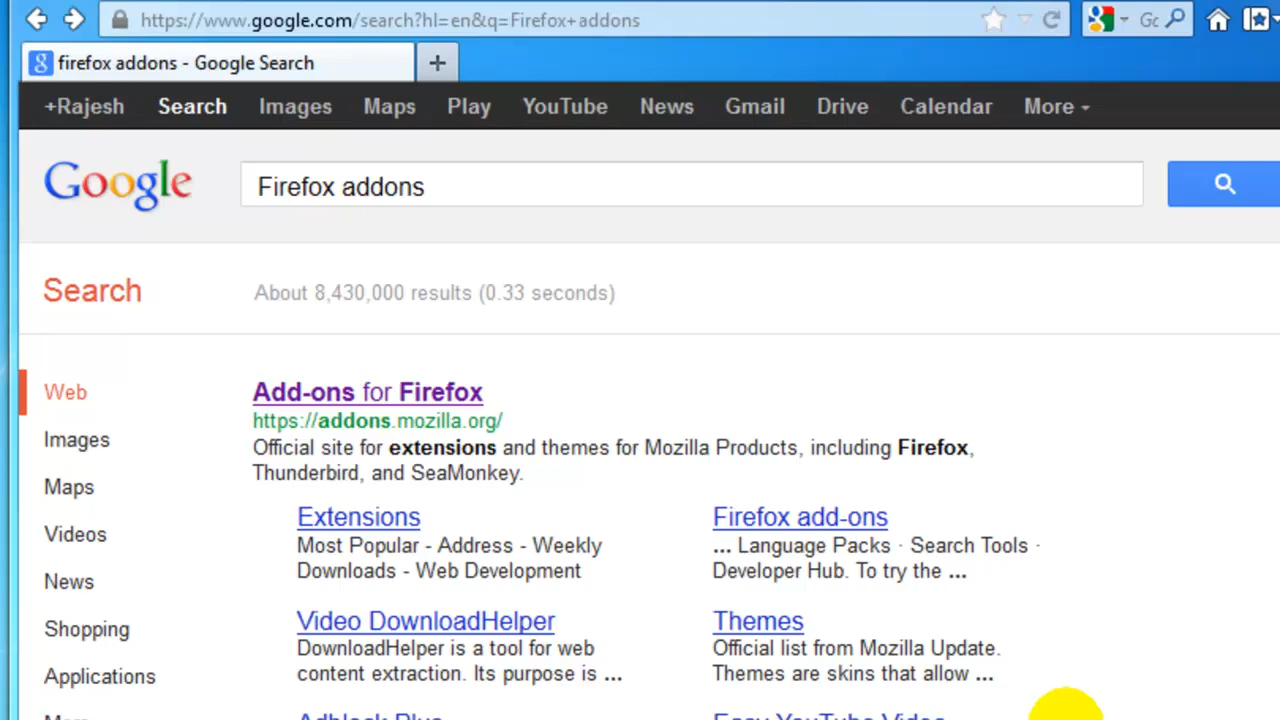 https://www.google.com/search?hl=en&q=Firefox+addons
firefox addons - Google Search
+Rajesh Search Images Maps Play YouTube News Gmail Drive Calendar More
Google
Firefox addons
Search
About 8,430,000 results (0.33 seconds)
Web
Images
Maps
Videos
News
Shopping
Applications
Add-ons for Firefox
https://addons.mozilla.org/
Official site for extensions and themes for Mozilla Products, including Firefox,
Thunderbird, and SeaMonkey.
Extensions
Most Popular - Address - Weekly
Downloads - Web Development
Firefox add-ons
... Language Packs · Search Tools ·
Developer Hub. To try the ...
Video DownloadHelper
DownloadHelper is a tool for web
content extraction. Its purpose is ...
Themes
Official list from Mozilla Update.
Themes are skins that allow ...
Adblock Plus
Easy YouTube Video